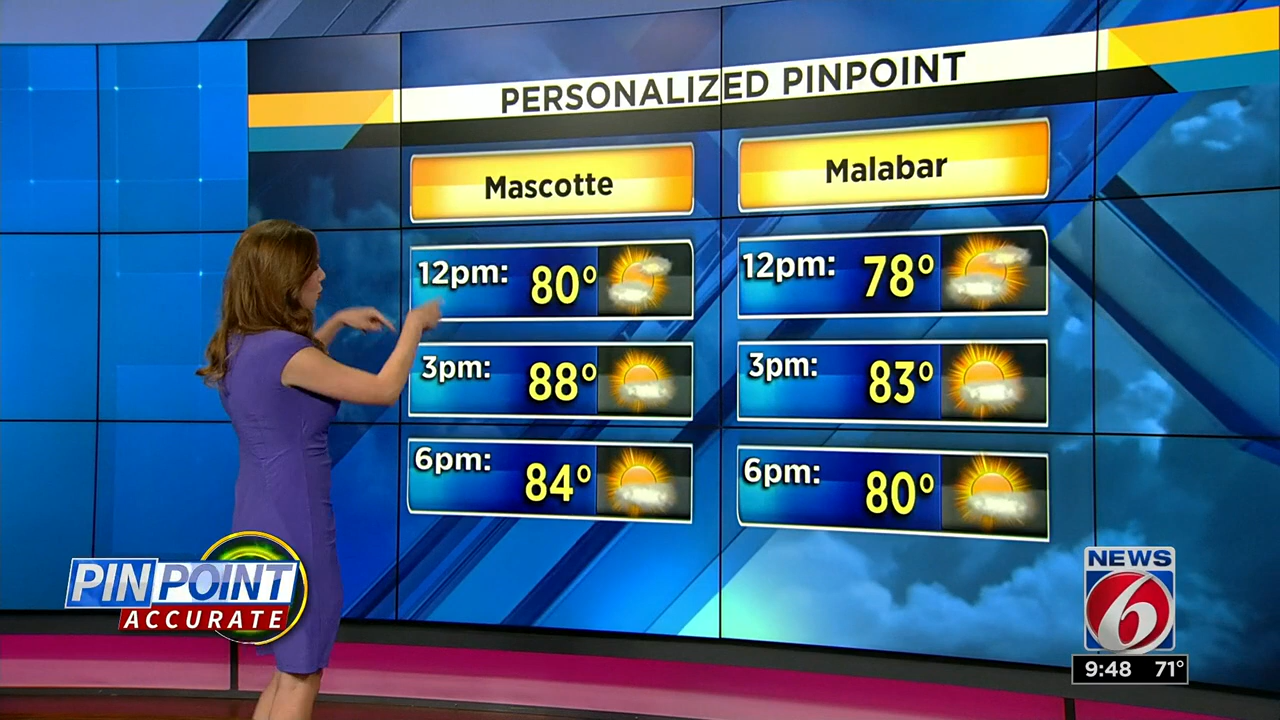 PERSONALIZED PINPOINT
Mascotte
12pm: 80°
3pm: 88°
6pm: 84°
Malabar
12pm: 78°
3pm: 83°
6pm: 80°
PINPOINT
ACCURATE
NEWS
6
9:48 71°